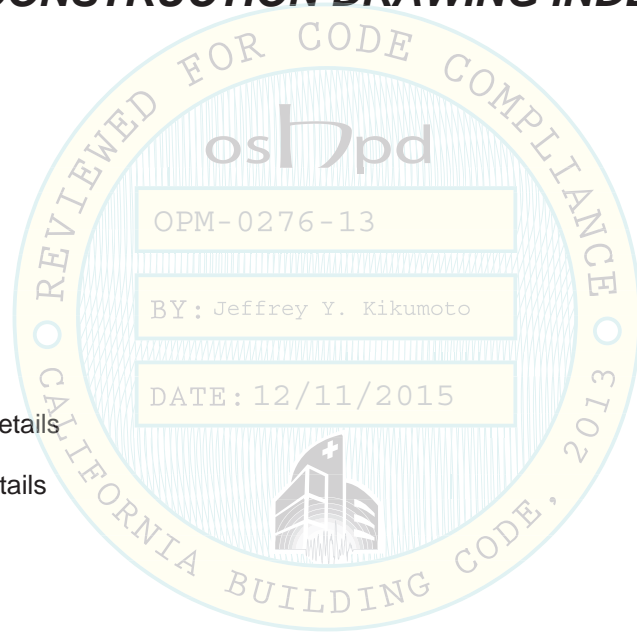 CONSTRUCTION DRAWING
REVIEWED FOR CODE COMPLIANCE
oshpd
OPM-0276-13
BY: Jeffrey Y. Kikumoto
DATE: 12/11/2015
etails
tails
CALIFORNIA BUILDING CODE, 2013